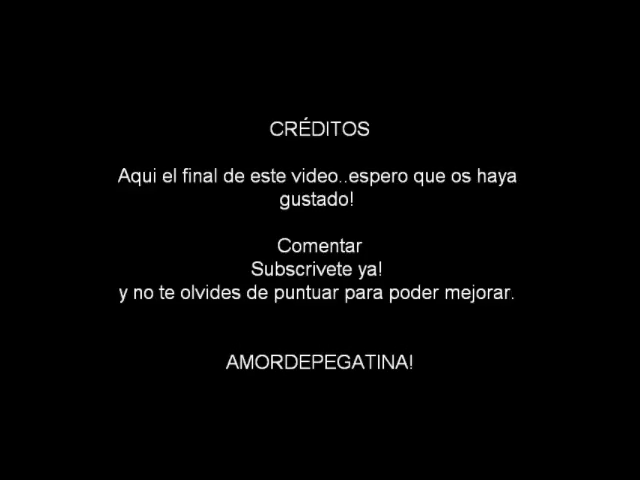 CRÉDITOS
Aqui el final de este video..espero que os haya
gustado!
Comentar
Subscrivete ya!
y no te olvides de puntuar para poder mejorar.
AMORDEPEGATINA!